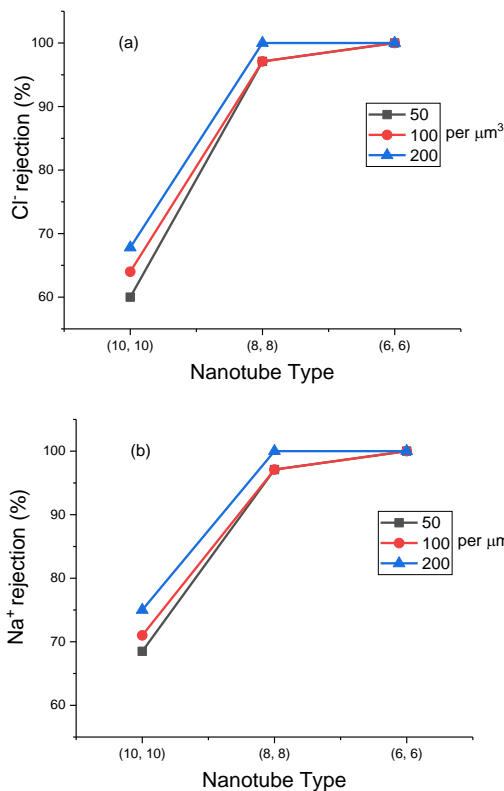 (a)
100
90
80
70
60
Cl⁻ rejection (%)
50
100
200
per μm³
(10, 10)
(8, 8)
(6, 6)
Nanotube Type
(b)
100
90
80
70
60
Na⁺ rejection (%)
50
100
200
per μm
(10, 10)
(8, 8)
(6, 6)
Nanotube Type